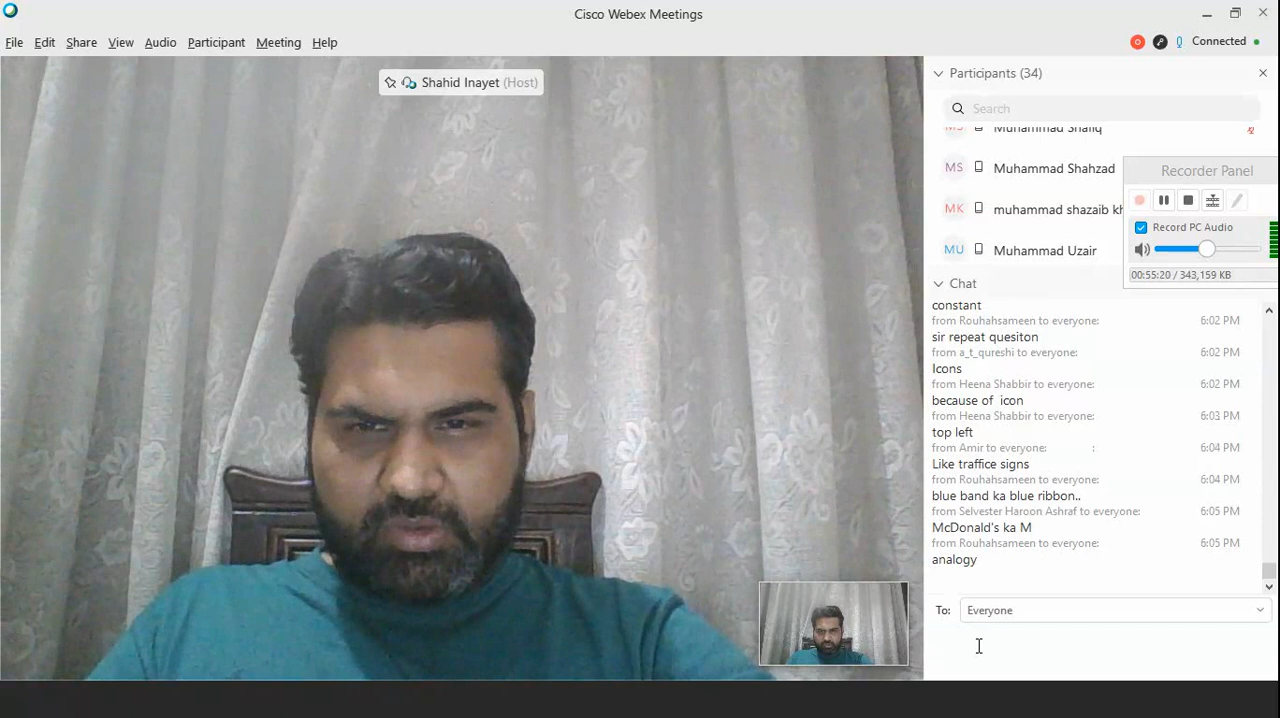 Cisco Webex Meetings
File Edit Share View Audio Participant Meeting Help
Connected
Shahid Inayet (Host)
Participants (34)
Search
MS Muhammad Shafiq
MS Muhammad Shahzad
MK muhammad shazaib kh
MU Muhammad Uzair
Recorder Panel
Record PC Audio
00:55:20 / 343,159 KB
Chat
constant
from Rouhahsameen to everyone: 6:02 PM
sir repeat quesiton
from a_t_qureshi to everyone: 6:02 PM
Icons
from Heena Shabbir to everyone: 6:02 PM
because of icon
from Heena Shabbir to everyone: 6:03 PM
top left
from Amir to everyone: : 6:04 PM
Like traffice signs
from Rouhahsameen to everyone: 6:04 PM
blue band ka blue ribbon..
from Selvester Haroon Ashraf to everyone: 6:05 PM
McDonald's ka M
from Rouhahsameen to everyone: 6:05 PM
analogy
To: Everyone